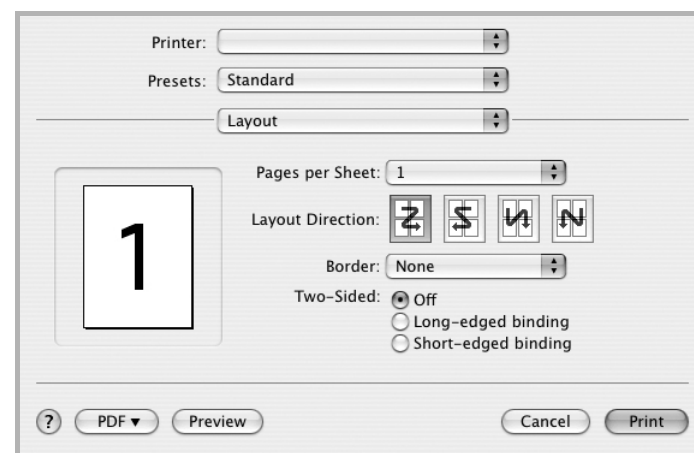 Printer:
Presets: Standard
Layout
Pages per Sheet: 1
Layout Direction:
1
Border: None
Two-Sided: Off
Long-edged binding
Short-edged binding
? PDF▼ Preview Cancel Print